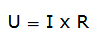 U = I x R